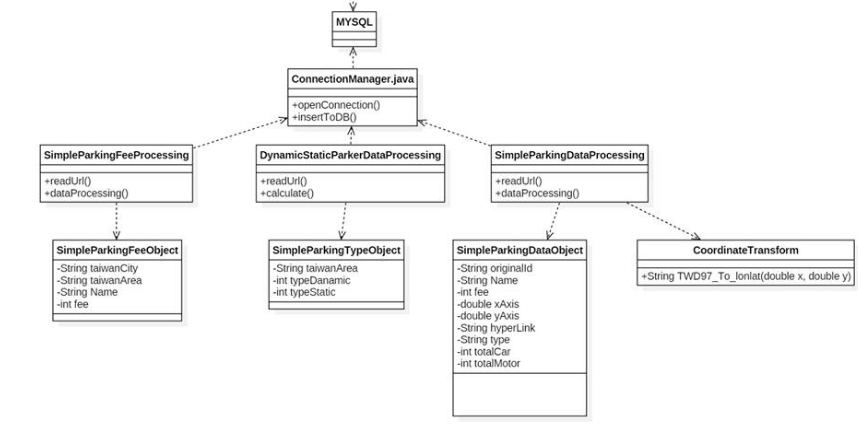 MYSQL
ConnectionManager.java
+openConnection()
+insertToDB()
SimpleParkingFeeProcessing
+readUrl()
+dataProcessing()
DynamicStaticParkerDataProcessing
+readUrl()
+calculate()
SimpleParkingDataProcessing
+readUrl()
+dataProcessing()
SimpleParkingFeeObject
-String taiwanCity
-String taiwanArea
-String Name
-int fee
SimpleParkingTypeObject
-String taiwanArea
-int typeDanamic
-int typeStatic
SimpleParkingDataObject
-String originalId
-String Name
-int fee
-double xAxis
-double yAxis
-String hyperLink
-String type
-int totalCar
-int totalMotor
CoordinateTransform
+String TWD97_To_lonlat(double x, double y)